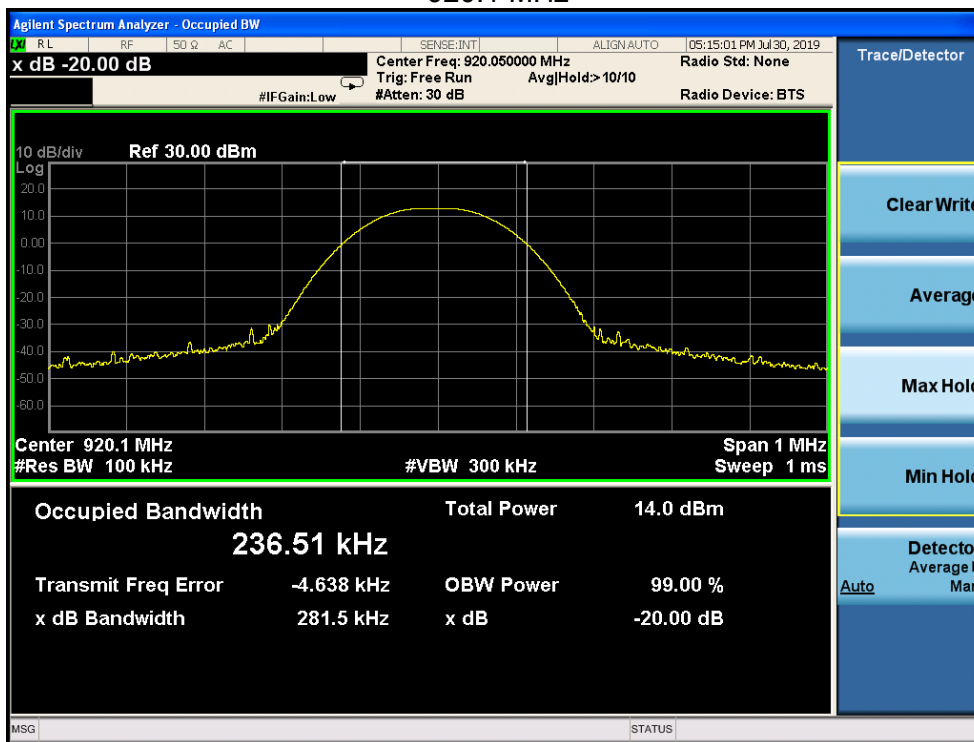 Agilent Spectrum Analyzer - Occupied BW
LXI RL RF 50 Ω AC SENSE:INT ALIGN AUTO 05:15:01 PM Jul 30, 2019
x dB -20.00 dB Center Freq: 920.050000 MHz Radio Std: None
Trig: Free Run Avg|Hold:> 10/10
#IFGain:Low #Atten: 30 dB Radio Device: BTS
10 dB/div Ref 30.00 dBm
Log
20.0
10.0
0.00
-10.0
-20.0
-30.0
-40.0
-50.0
-60.0
Center 920.1 MHz Span 1 MHz
#Res BW 100 kHz #VBW 300 kHz Sweep 1 ms
Occupied Bandwidth Total Power 14.0 dBm
236.51 kHz
Transmit Freq Error -4.638 kHz OBW Power 99.00 %
x dB Bandwidth 281.5 kHz x dB -20.00 dB
MSG STATUS
Trace/Detector
Clear Write
Average
Max Hold
Min Hold
Detecto
Average
Auto Ma